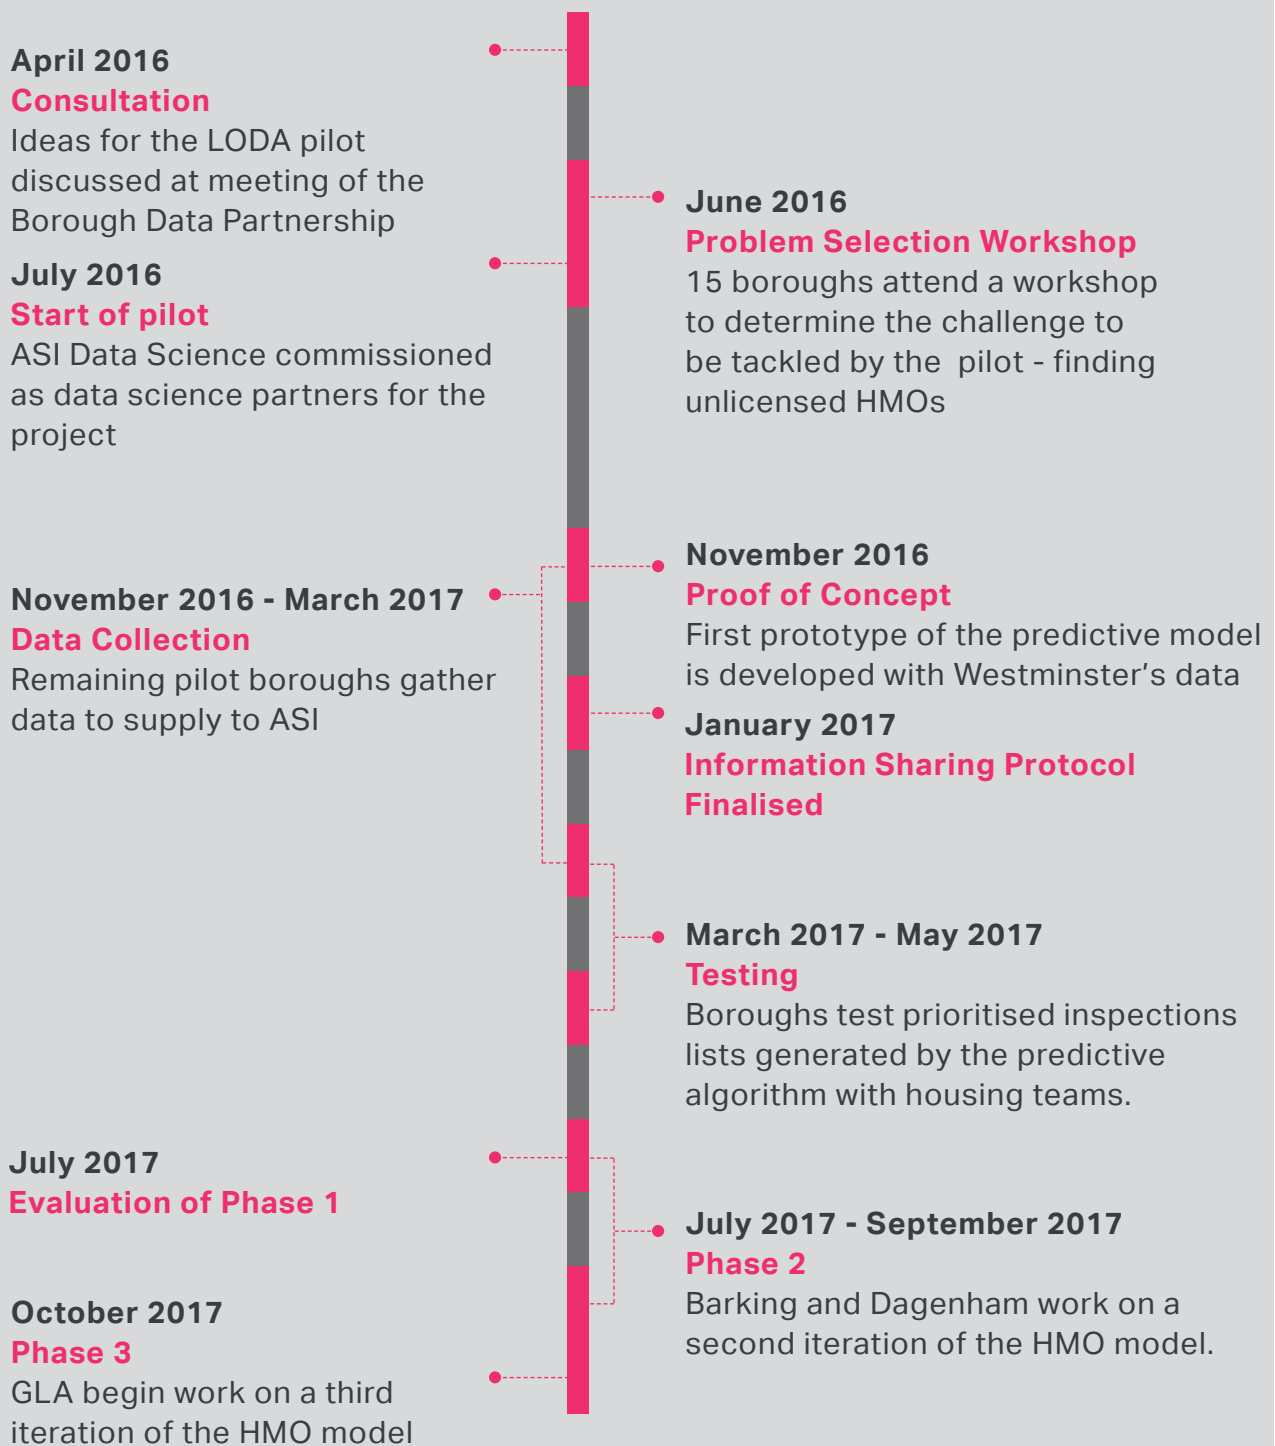 April 2016
Consultation
Ideas for the LODA pilot
discussed at meeting of the
Borough Data Partnership
June 2016
Problem Selection Workshop
15 boroughs attend a workshop
to determine the challenge to
be tackled by the  pilot - finding
unlicensed HMOs
July 2016
Start of pilot
ASI Data Science commissioned
as data science partners for the
project
November 2016
Proof of Concept
First prototype of the predictive model
is developed with Westminster’s data
November 2016 - March 2017
Data Collection
Remaining pilot boroughs gather
data to supply to ASI
January 2017
Information Sharing Protocol
Finalised
March 2017 - May 2017
Testing
Boroughs test prioritised inspections
lists generated by the predictive
algorithm with housing teams.
July 2017
Evaluation of Phase 1
July 2017 - September 2017
Phase 2
Barking and Dagenham work on a
second iteration of the HMO model.
October 2017
Phase 3
GLA begin work on a third
iteration of the HMO model